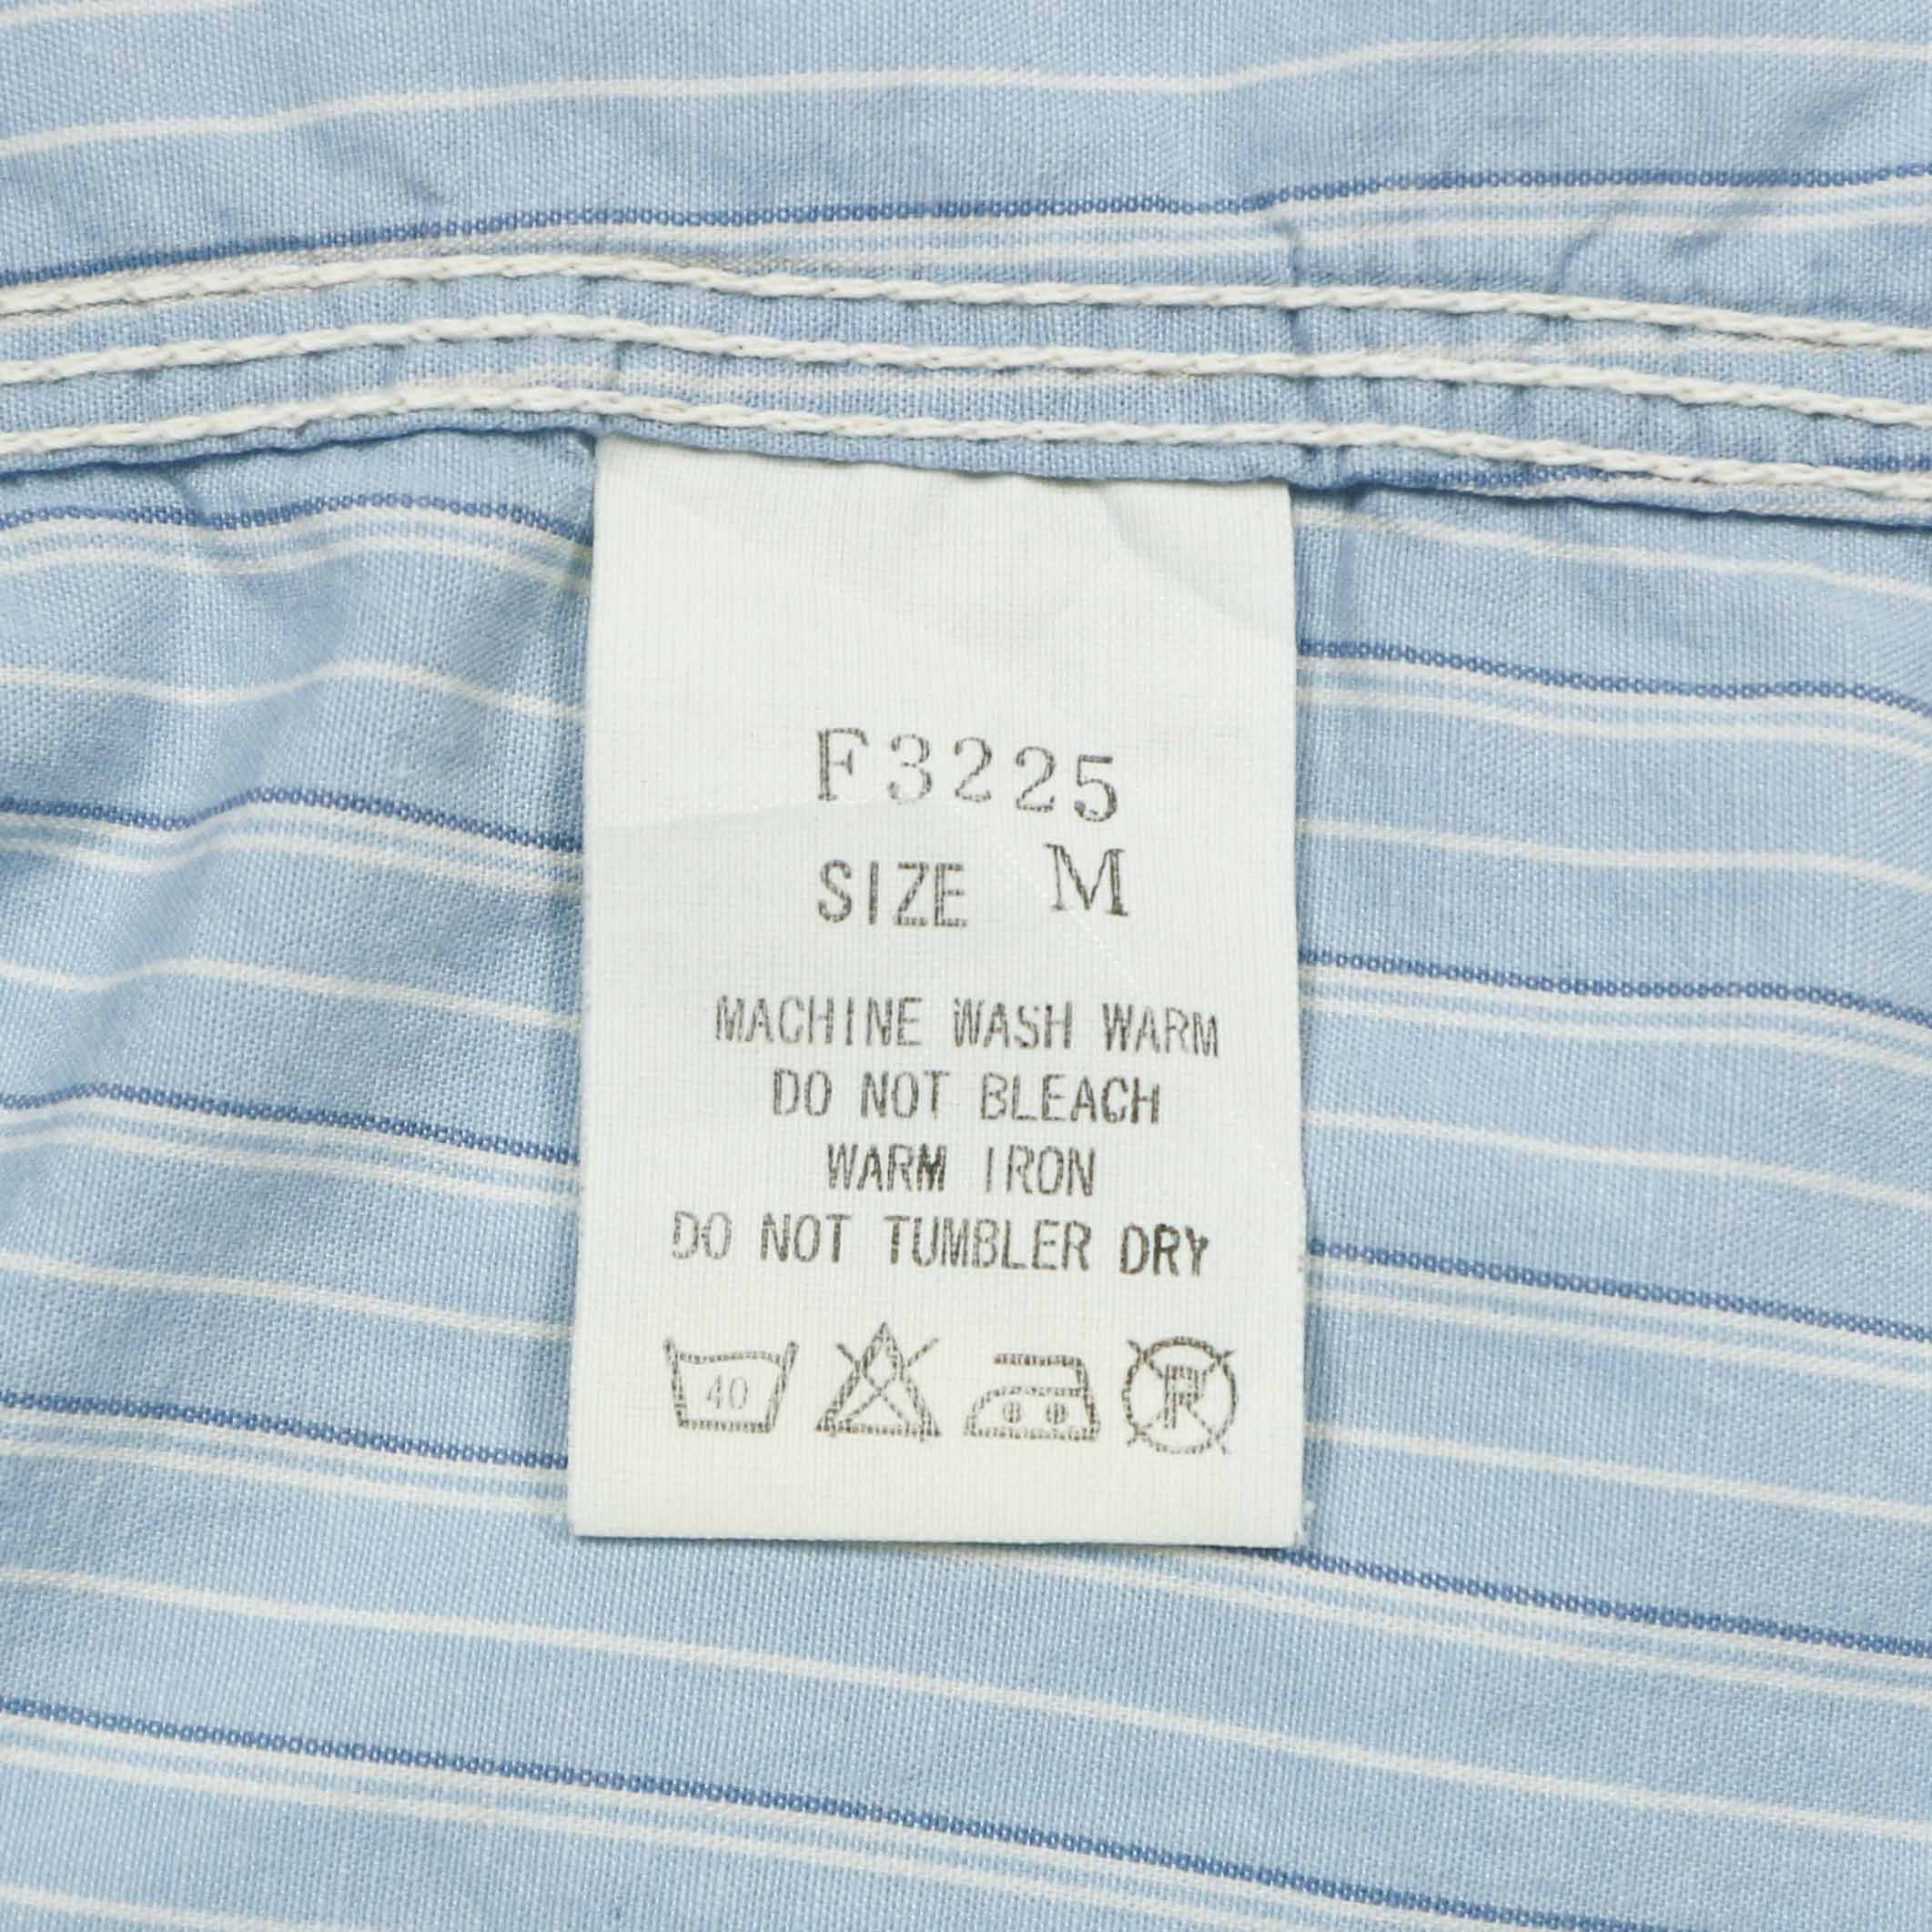 F3225
SIZE M
MACHINE WASH WARM
DO NOT BLEACH
WARM IRON
DO NOT TUMBLER DRY
40 R